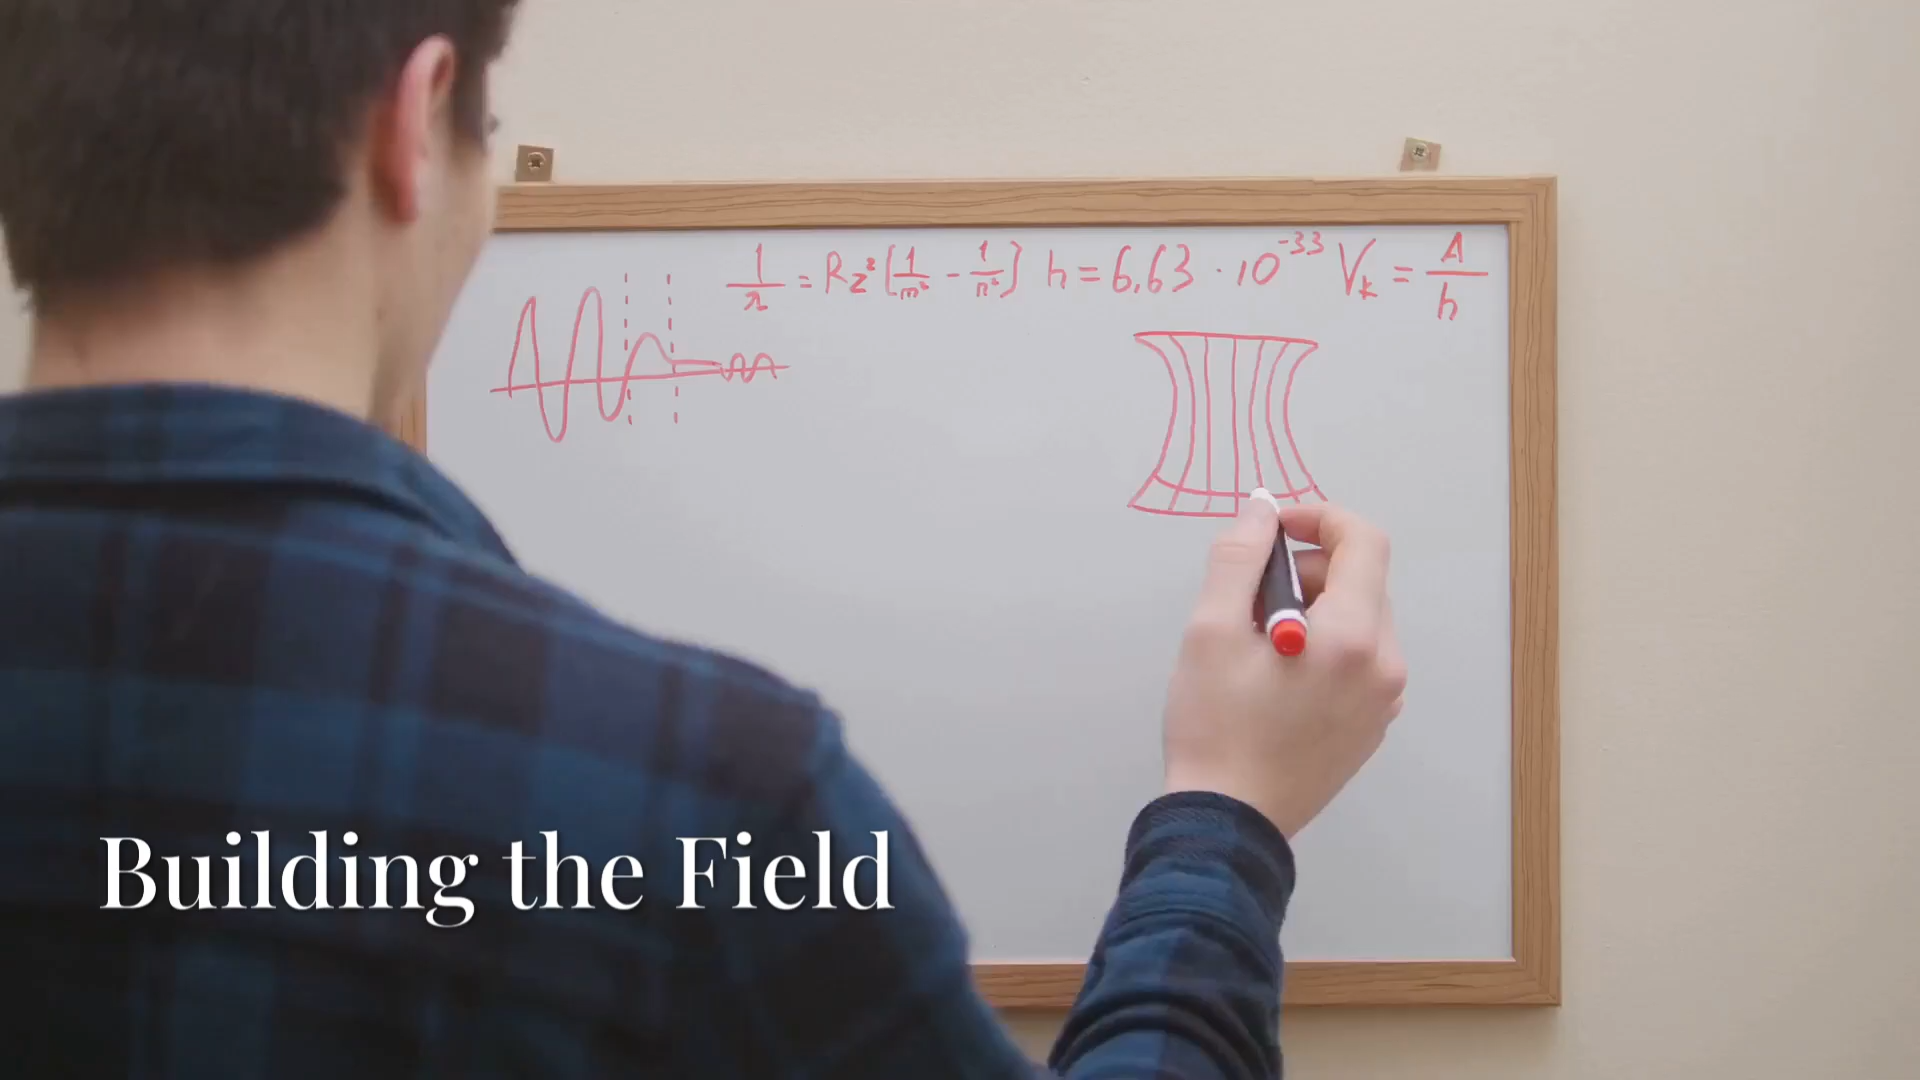 1/λ = Rz²[1/m² - 1/n²] h = 6,63 · 10⁻³³ Vₖ = A/h
Building the Field